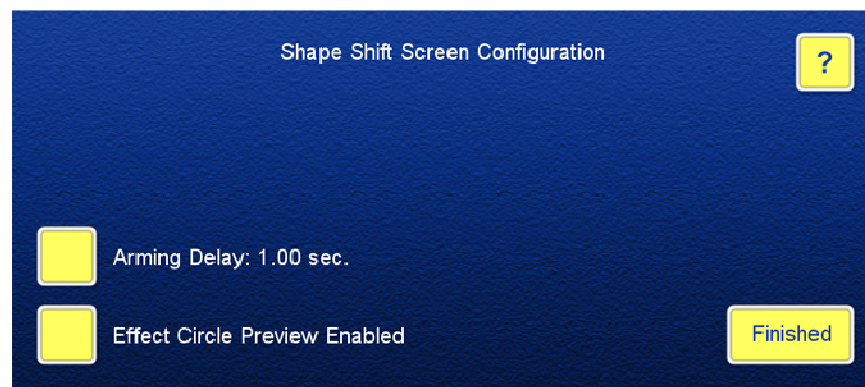 Shape Shift Screen Configuration
?
Arming Delay: 1.00 sec.
Effect Circle Preview Enabled
Finished